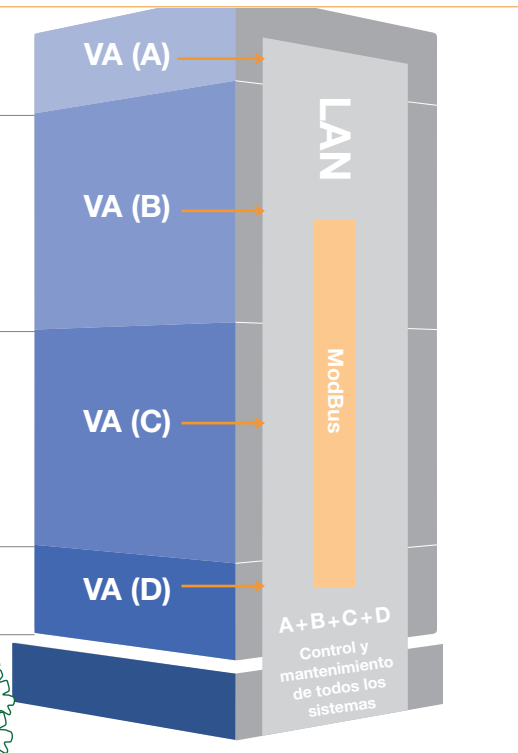 VA (A)
LAN
VA (B)
ModBus
VA (C)
VA (D)
A+B+C+D
Control y
mantenimiento
de todos los
sistemas